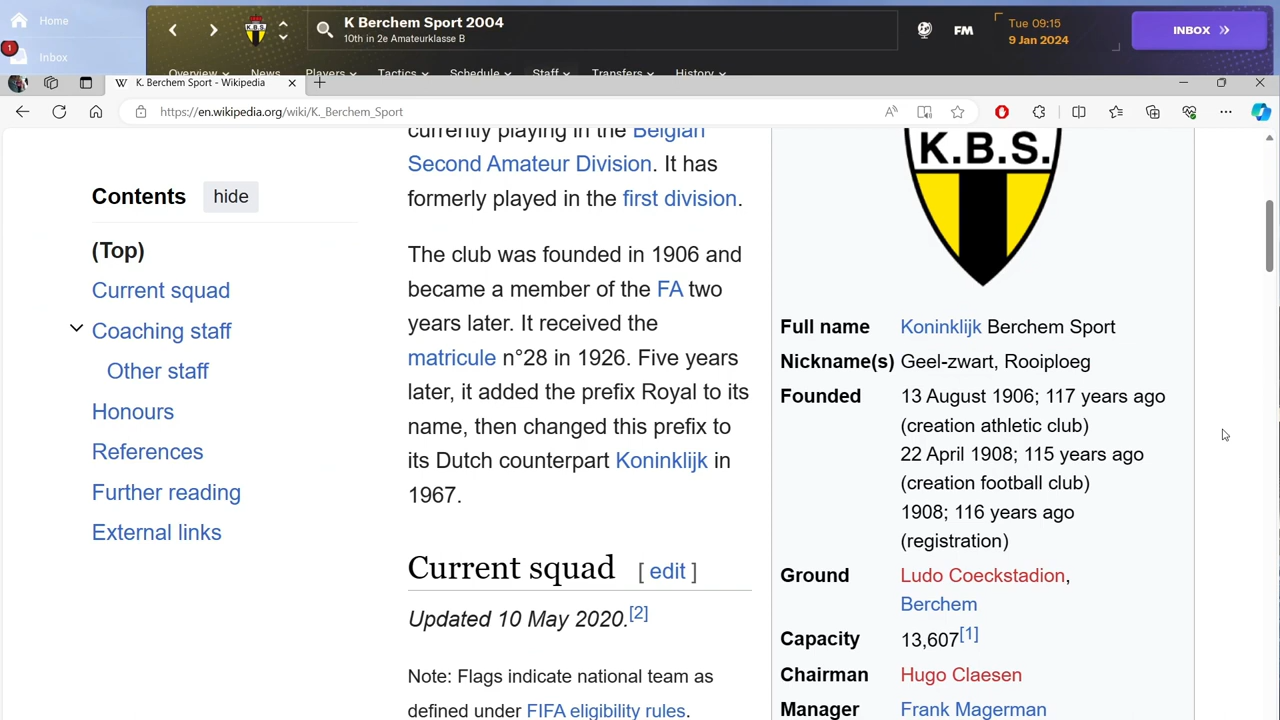 Home
K Berchem Sport 2004
10th in 2e Amateurklasse B
FM
Tue 09:15
9 Jan 2024
INBOX
1
Inbox
Overview
News
Players
Tactics
Schedule
Staff
Transfers
History
K. Berchem Sport - Wikipedia
https://en.wikipedia.org/wiki/K._Berchem_Sport
Contents
hide
(Top)
Current squad
Coaching staff
Other staff
Honours
References
Further reading
External links
currently playing in the Belgian
Second Amateur Division. It has
formerly played in the first division.
The club was founded in 1906 and
became a member of the FA two
years later. It received the
matricule n°28 in 1926. Five years
later, it added the prefix Royal to its
name, then changed this prefix to
its Dutch counterpart Koninklijk in
1967.
Current squad [ edit ]
Updated 10 May 2020.[2]
Note: Flags indicate national team as
defined under FIFA eligibility rules.
K.B.S.
Full name Koninklijk Berchem Sport
Nickname(s) Geel-zwart, Rooiploeg
Founded 13 August 1906; 117 years ago
(creation athletic club)
22 April 1908; 115 years ago
(creation football club)
1908; 116 years ago
(registration)
Ground Ludo Coeckstadion,
Berchem
Capacity 13,607[1]
Chairman Hugo Claesen
Manager Frank Magerman